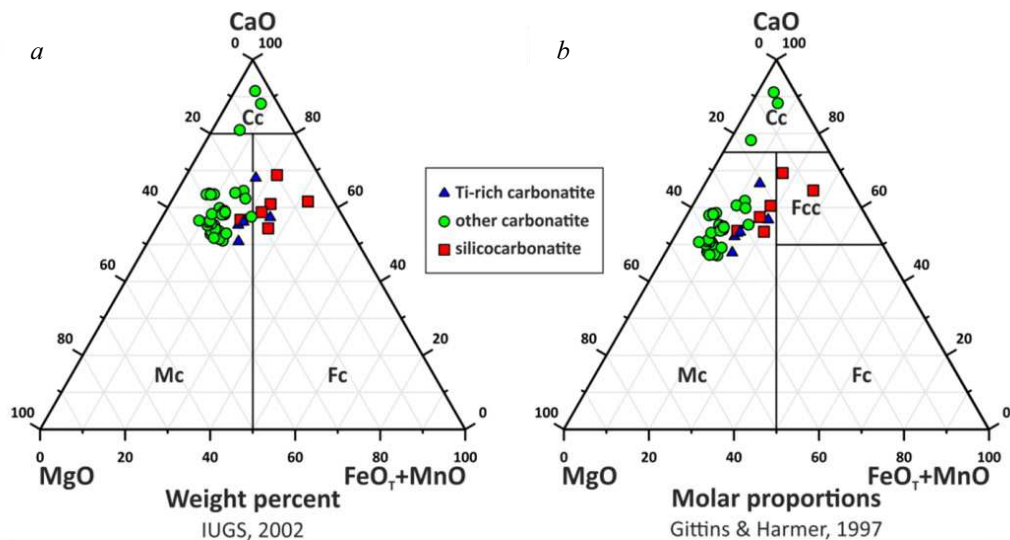 a
CaO
0 100
20 80
Cc
40 60
60 40
80 20
Mc Fc
100 0
0 20 40 60 80 100
MgO FeOT+MnO
Weight percent
IUGS, 2002
Ti-rich carbonatite
other carbonatite
silicocarbonatite
b
CaO
0 100
20 80
Cc
40 60
Fcc
60 40
80 20
Mc Fc
100 0
0 20 40 60 80 100
MgO FeOT+MnO
Molar proportions
Gittins & Harmer, 1997